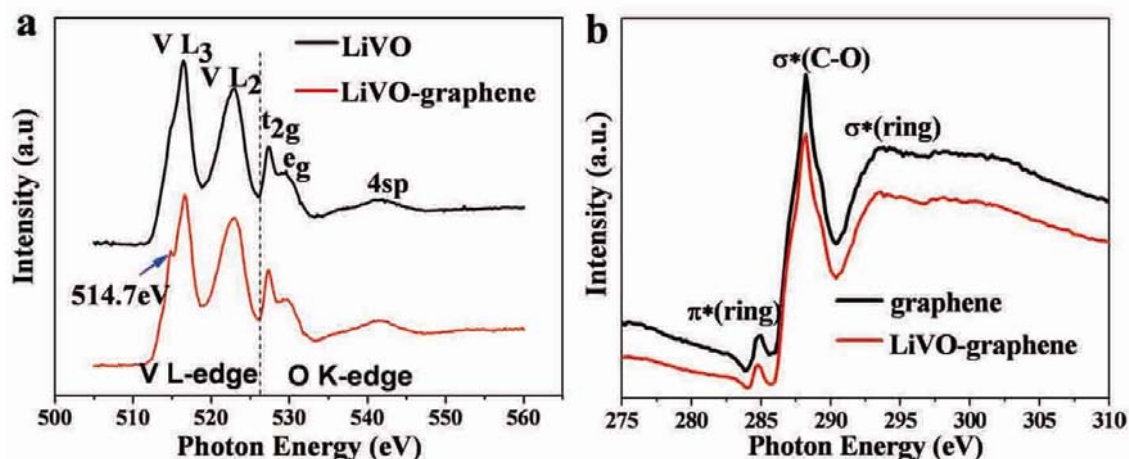 a
V L3
V L2
LiVO
LiVO-graphene
t2g
eg
4sp
514.7eV
V L-edge
O K-edge
Intensity (a.u)
500 510 520 530 540 550 560
Photon Energy (eV)
b
σ*(C-O)
σ*(ring)
π*(ring)
graphene
LiVO-graphene
Intensity (a.u.)
275 280 285 290 295 300 305 310
Photon Energy (eV)